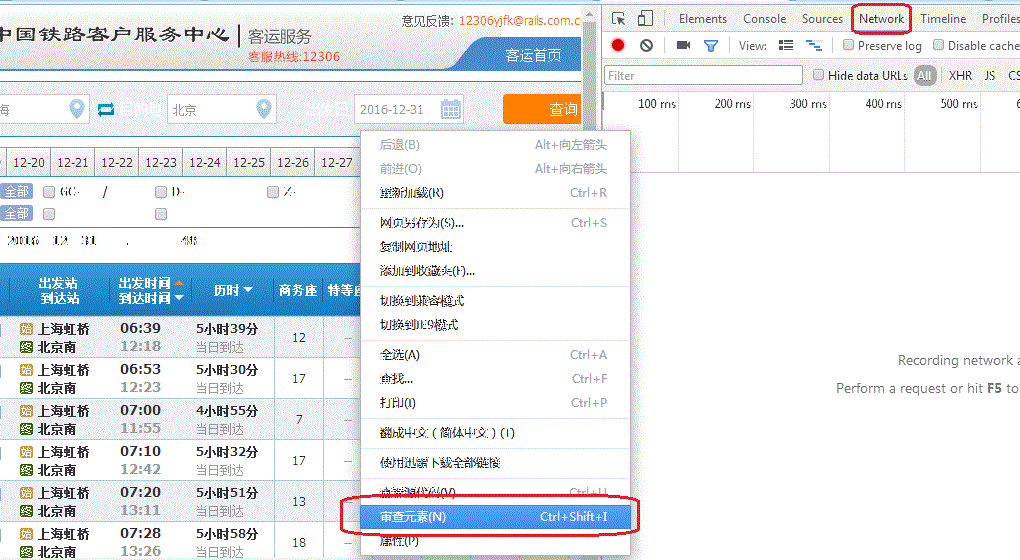 意见反馈: 12306yjfk@rails.com.c
中国铁路客户服务中心 | 客运服务
客服热线:12306
客运首页
海
北京
2016-12-31
查询
12-20 12-21 12-22 12-23 12-24 12-25 12-26 12-27
全部 GC- / D- Z-
全部
出发站
到达站
出发时间
到达时间
历时
商务座
特等座
始 上海虹桥 06:39 5小时39分 12 --
终 北京南 12:18 当日到达
始 上海虹桥 06:53 5小时30分 17 --
终 北京南 12:23 当日到达
始 上海虹桥 07:00 4小时55分 7 --
终 北京南 11:55 当日到达
始 上海虹桥 07:10 5小时32分 17 --
终 北京南 12:42 当日到达
始 上海虹桥 07:20 5小时51分 13 --
终 北京南 13:11 当日到达
始 上海虹桥 07:28 5小时58分 18 --
终 北京南 13:26 当日到达
后退(B) Alt+向左箭头
前进(O) Alt+向右箭头
重新加载(R) Ctrl+R
网页另存为(S)... Ctrl+S
复制网页地址
添加到收藏夹(F)...
切换到兼容模式
切换到IE9模式
全选(A) Ctrl+A
查找... Ctrl+F
打印(I) Ctrl+P
翻成中文 ( 简体中文 ) (T)
使用迅雷下载全部链接
查看源代码(V) Ctrl+U
审查元素(N) Ctrl+Shift+I
属性(P)
Elements Console Sources Network Timeline Profiles
View: Preserve log Disable cache
Filter Hide data URLs All XHR JS CS
100 ms 200 ms 300 ms 400 ms 500 ms
Recording network a
Perform a request or hit F5 to